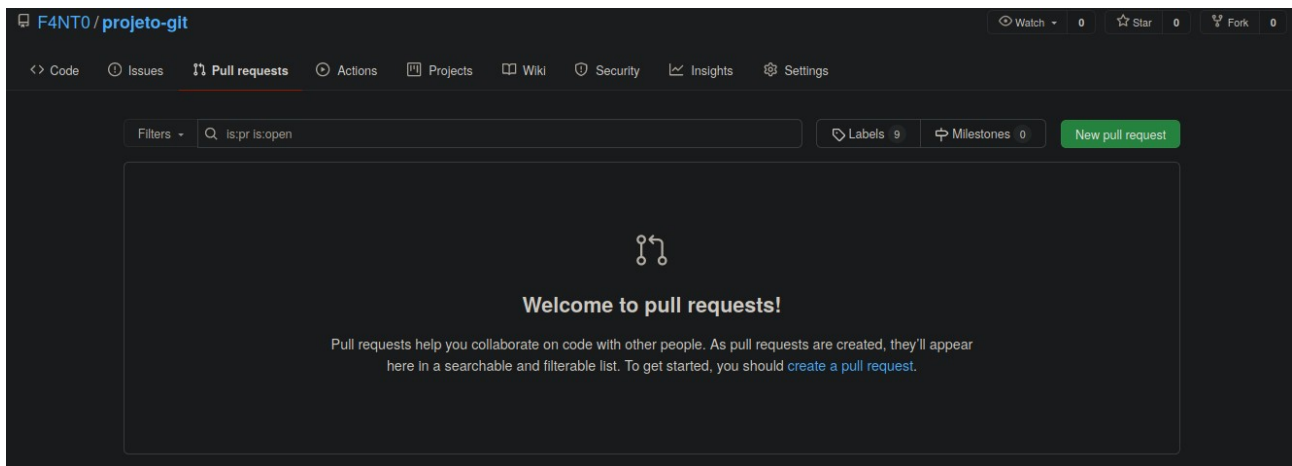 F4NT0 / projeto-git
Watch 0 Star 0 Fork 0
<> Code Issues Pull requests Actions Projects Wiki Security Insights Settings
Filters is:pr is:open Labels 9 Milestones 0 New pull request
Welcome to pull requests!
Pull requests help you collaborate on code with other people. As pull requests are created, they’ll appear
here in a searchable and filterable list. To get started, you should create a pull request.